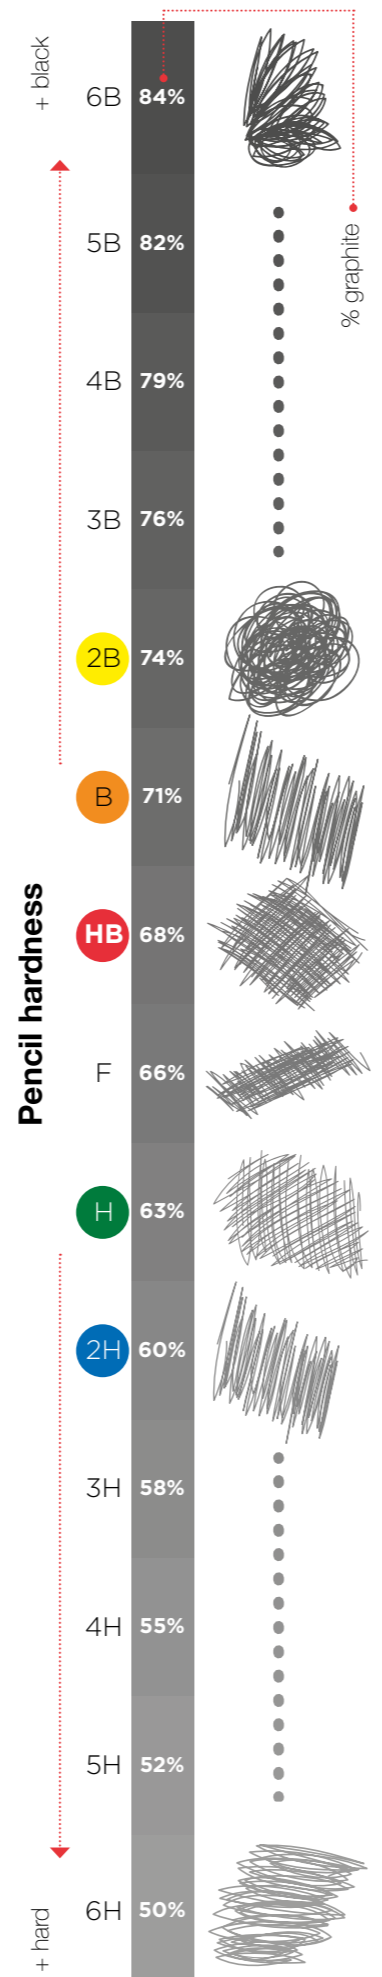 + black
6B 84%
% graphite
5B 82%
4B 79%
3B 76%
2B 74%
B 71%
Pencil hardness
HB 68%
F 66%
H 63%
2H 60%
3H 58%
4H 55%
5H 52%
6H 50%
+ hard